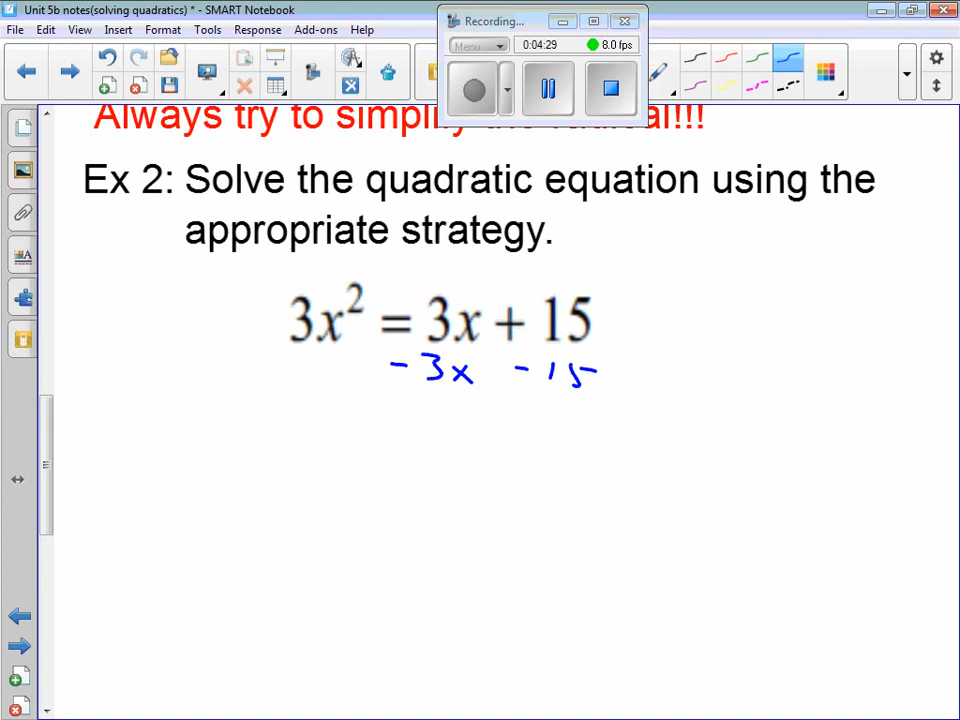 Unit 5b notes(solving quadratics) * - SMART Notebook
Recording...
File Edit View Insert Format Tools Response Add-ons Help
Menu 0:04:29 8.0 fps
Always try to simplify the radical!!!
Ex 2: Solve the quadratic equation using the
appropriate strategy.
3x² = 3x + 15
- 3x - 15